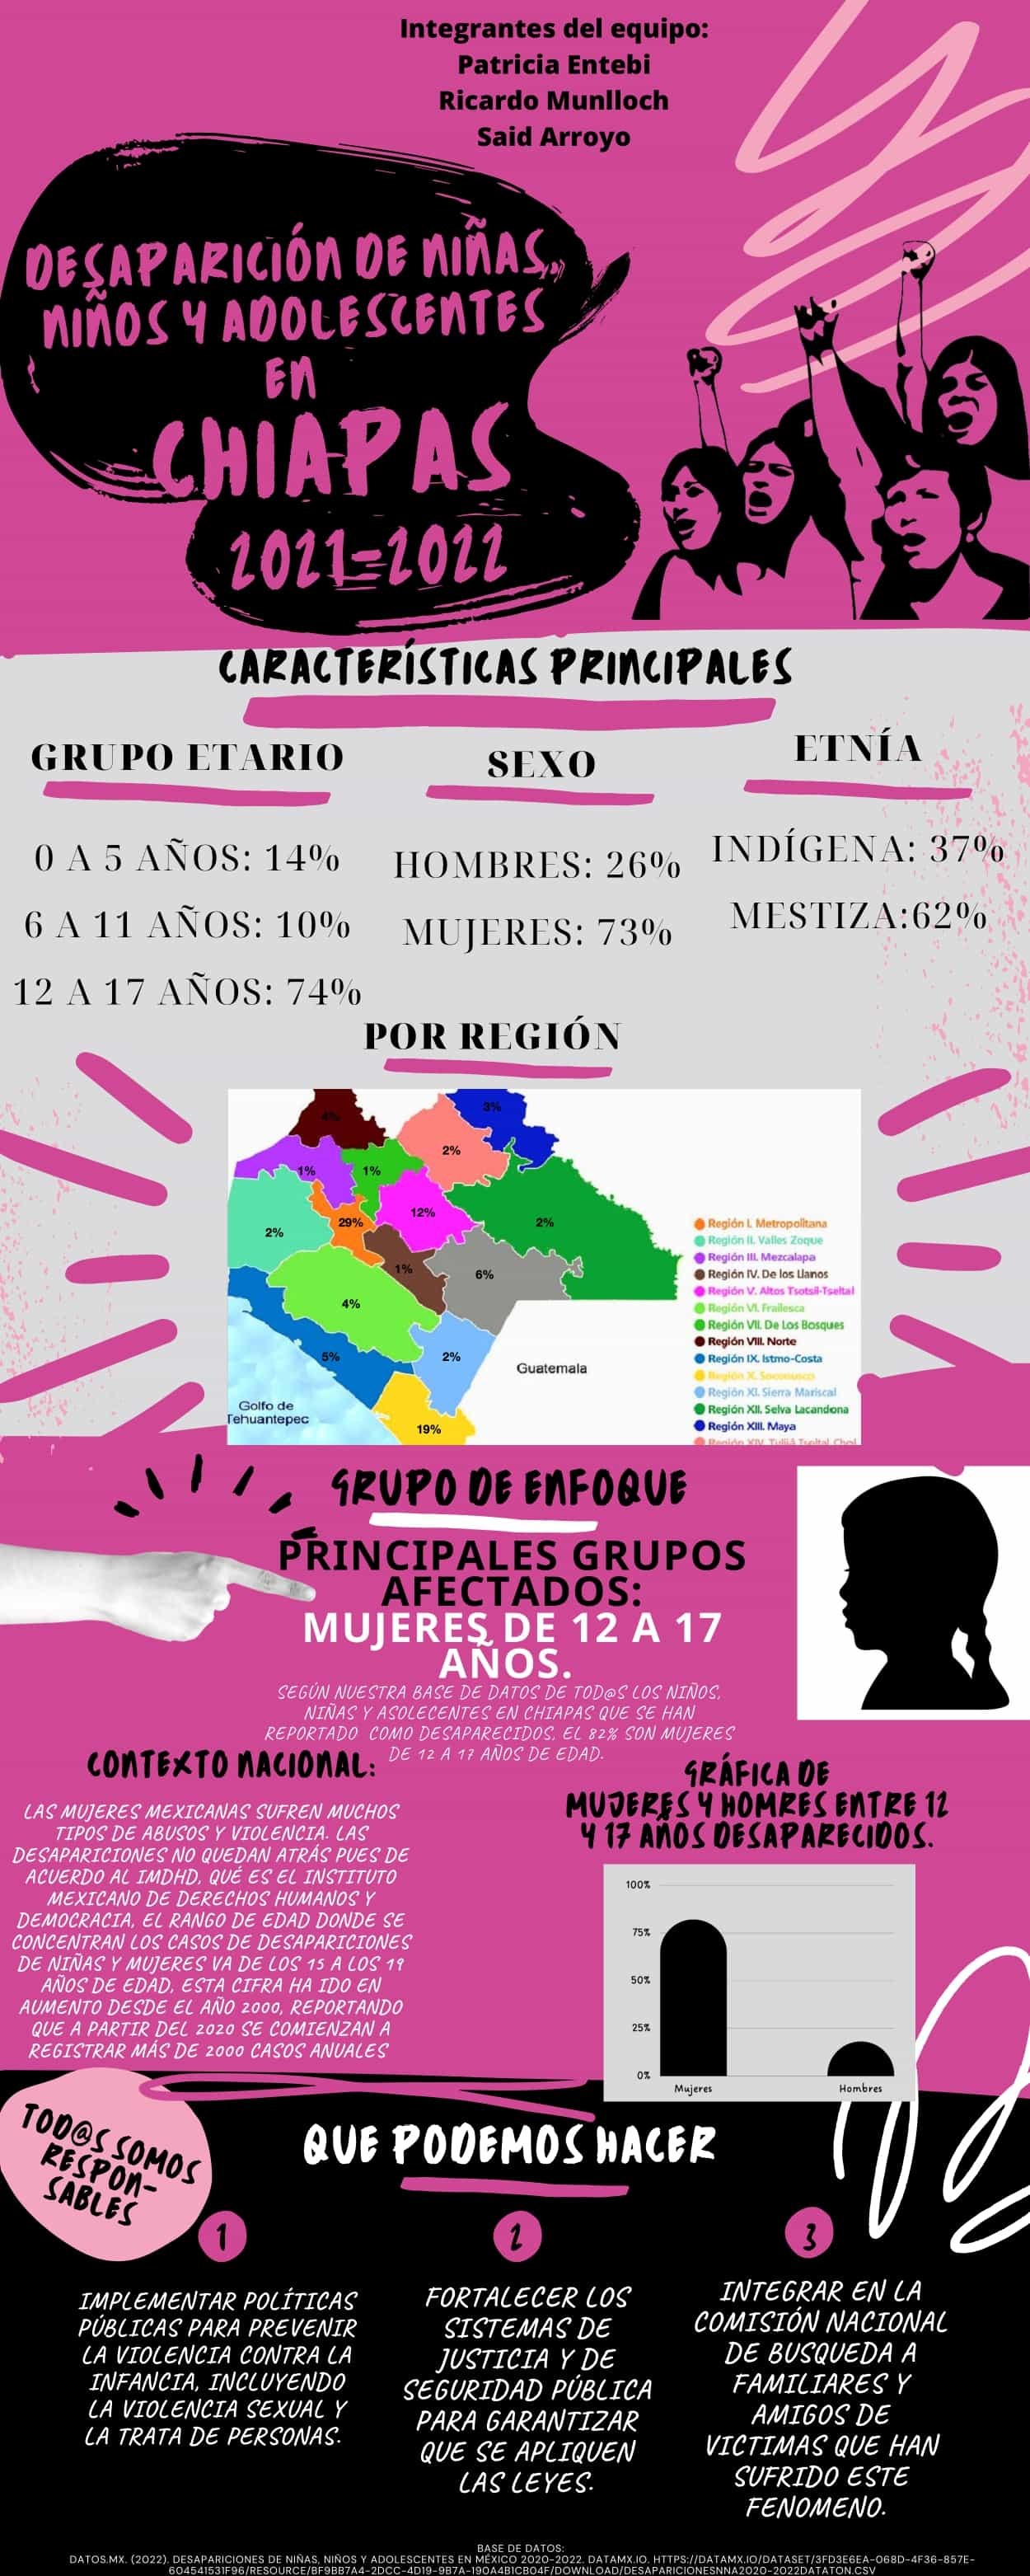 Integrantes del equipo:
Patricia Entebi
Ricardo Munlloch
Said Arroyo
DESAPARICIÓN DE NIÑAS,
NIÑOS Y ADOLESCENTES
EN
CHIAPAS
2021-2022
CARACTERÍSTICAS PRINCIPALES
GRUPO ETARIO
0 A 5 AÑOS: 14%
6 A 11 AÑOS: 10%
12 A 17 AÑOS: 74%
SEXO
HOMBRES: 26%
MUJERES: 73%
ETNÍA
INDÍGENA: 37%
MESTIZA:62%
POR REGIÓN
4%
3%
2%
1%
1%
12%
2%
29%
2%
1%
6%
4%
5%
2%
19%
Guatemala
Golfo de
Tehuantepec
Región I. Metropolitana
Región II. Valles Zoque
Región III. Mezcalapa
Región IV. De los Llanos
Región V. Altos Tsotsil-Tseltal
Región VI. Frailesca
Región VII. De Los Bosques
Región VIII. Norte
Región IX. Istmo-Costa
Región X. Soconusco
Región XI. Sierra Mariscal
Región XII. Selva Lacandona
Región XIII. Maya
Región XIV. Tulijá Tseltal Chol
GRUPO DE ENFOQUE
PRINCIPALES GRUPOS
AFECTADOS:
MUJERES DE 12 A 17
AÑOS.
SEGÚN NUESTRA BASE DE DATOS DE TOD@S LOS NIÑOS,
NIÑAS Y ASOLECENTES EN CHIAPAS QUE SE HAN
REPORTADO COMO DESAPARECIDOS, EL 82% SON MUJERES
DE 12 A 17 AÑOS DE EDAD.
CONTEXTO NACIONAL:
LAS MUJERES MEXICANAS SUFREN MUCHOS
TIPOS DE ABUSOS Y VIOLENCIA. LAS
DESAPARICIONES NO QUEDAN ATRÁS PUES DE
ACUERDO AL IMDHD, QUÉ ES EL INSTITUTO
MEXICANO DE DERECHOS HUMANOS Y
DEMOCRACIA, EL RANGO DE EDAD DONDE SE
CONCENTRAN LOS CASOS DE DESAPARICIONES
DE NIÑAS Y MUJERES VA DE LOS 15 A LOS 19
AÑOS DE EDAD, ESTA CIFRA HA IDO EN
AUMENTO DESDE EL AÑO 2000, REPORTANDO
QUE A PARTIR DEL 2020 SE COMIENZAN A
REGISTRAR MÁS DE 2000 CASOS ANUALES
GRÁFICA DE
MUJERES Y HOMRES ENTRE 12
Y 17 AÑOS DESAPARECIDOS.
100%
75%
50%
25%
0%
Mujeres
Hombres
TOD@S SOMOS
RESPON-
SABLES
QUE PODEMOS HACER
1
IMPLEMENTAR POLÍTICAS
PÚBLICAS PARA PREVENIR
LA VIOLENCIA CONTRA LA
INFANCIA, INCLUYENDO
LA VIOLENCIA SEXUAL Y
LA TRATA DE PERSONAS.
2
FORTALECER LOS
SISTEMAS DE
JUSTICIA Y DE
SEGURIDAD PÚBLICA
PARA GARANTIZAR
QUE SE APLIQUEN
LAS LEYES.
3
INTEGRAR EN LA
COMISIÓN NACIONAL
DE BUSQUEDA A
FAMILIARES Y
AMIGOS DE
VICTIMAS QUE HAN
SUFRIDO ESTE
FENOMENO.
BASE DE DATOS:
DATOS.MX. (2022). DESAPARICIONES DE NIÑAS, NIÑOS Y ADOLESCENTES EN MÉXICO 2020-2022. DATAMX.IO. HTTPS://DATAMX.IO/DATASET/3FD3E6EA-068D-4F36-857E-
604541531F96/RESOURCE/BF9BB7A4-2DCC-4D19-9B7A-190A4B1CB04F/DOWNLOAD/DESAPARICIONESNNA2020-2022DATATON.CSV